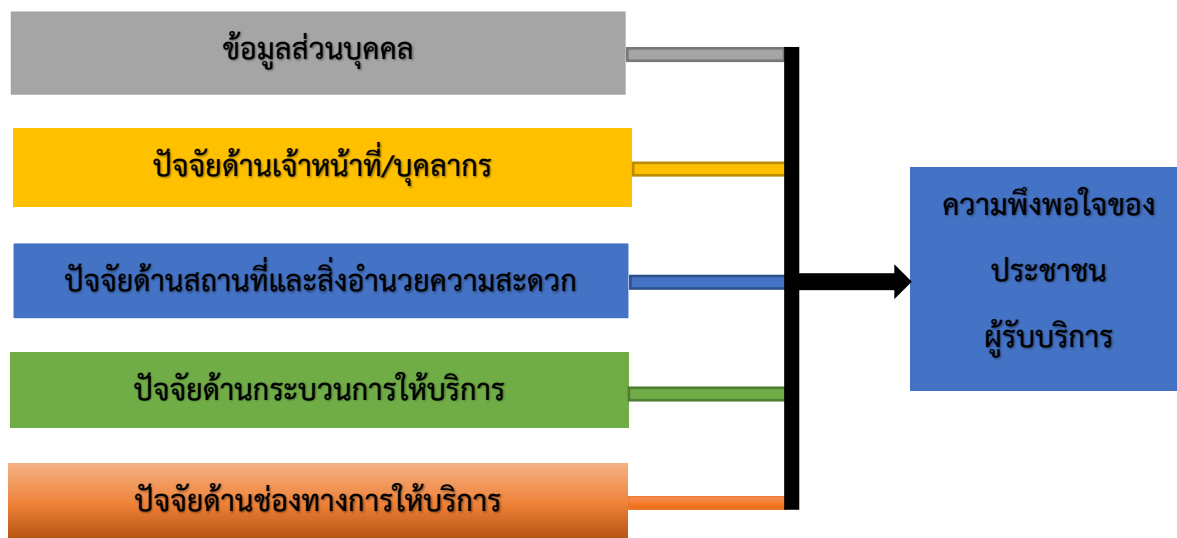 ข้อมูลส่วนบุคคล
ปัจจัยด้านเจ้าหน้าที่/บุคลากร
ปัจจัยด้านสถานที่และสิ่งอำนวยความสะดวก
ปัจจัยด้านกระบวนการให้บริการ
ปัจจัยด้านช่องทางการให้บริการ
ความพึงพอใจของ
ประชาชน
ผู้รับบริการ